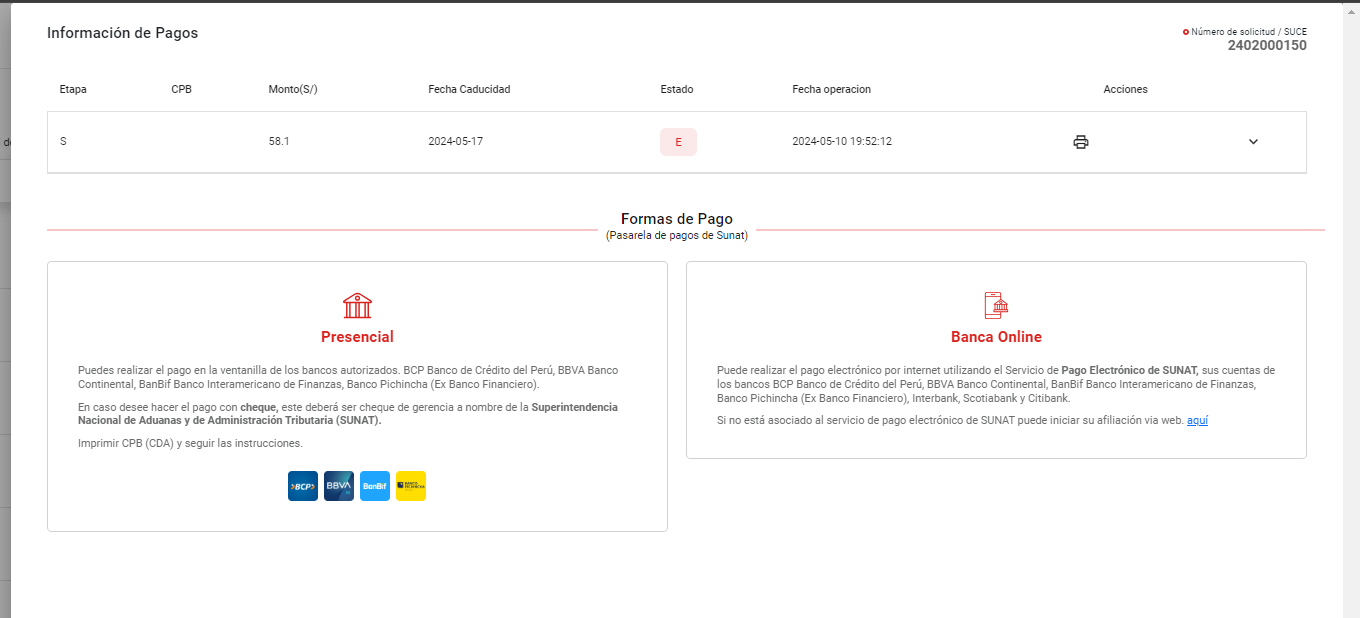 Información de Pagos
Número de solicitud / SUCE
2402000150
Etapa CPB Monto(S/) Fecha Caducidad Estado Fecha operacion Acciones
S 58.1 2024-05-17 E 2024-05-10 19:52:12
Formas de Pago
(Pasarela de pagos de Sunat)
Presencial
Puedes realizar el pago en la ventanilla de los bancos autorizados. BCP Banco de Crédito del Perú, BBVA Banco
Continental, BanBif Banco Interamericano de Finanzas, Banco Pichincha (Ex Banco Financiero).
En caso desee hacer el pago con cheque, este deberá ser cheque de gerencia a nombre de la Superintendencia
Nacional de Aduanas y de Administración Tributaria (SUNAT).
Imprimir CPB (CDA) y seguir las instrucciones.
BCP BBVA BanBif BANCO PICHINCHA
Banca Online
Puede realizar el pago electrónico por internet utilizando el Servicio de Pago Electrónico de SUNAT, sus cuentas de
los bancos BCP Banco de Crédito del Perú, BBVA Banco Continental, BanBif Banco Interamericano de Finanzas,
Banco Pichincha (Ex Banco Financiero), Interbank, Scotiabank y Citibank.
Si no está asociado al servicio de pago electrónico de SUNAT puede iniciar su afiliación via web. aquí